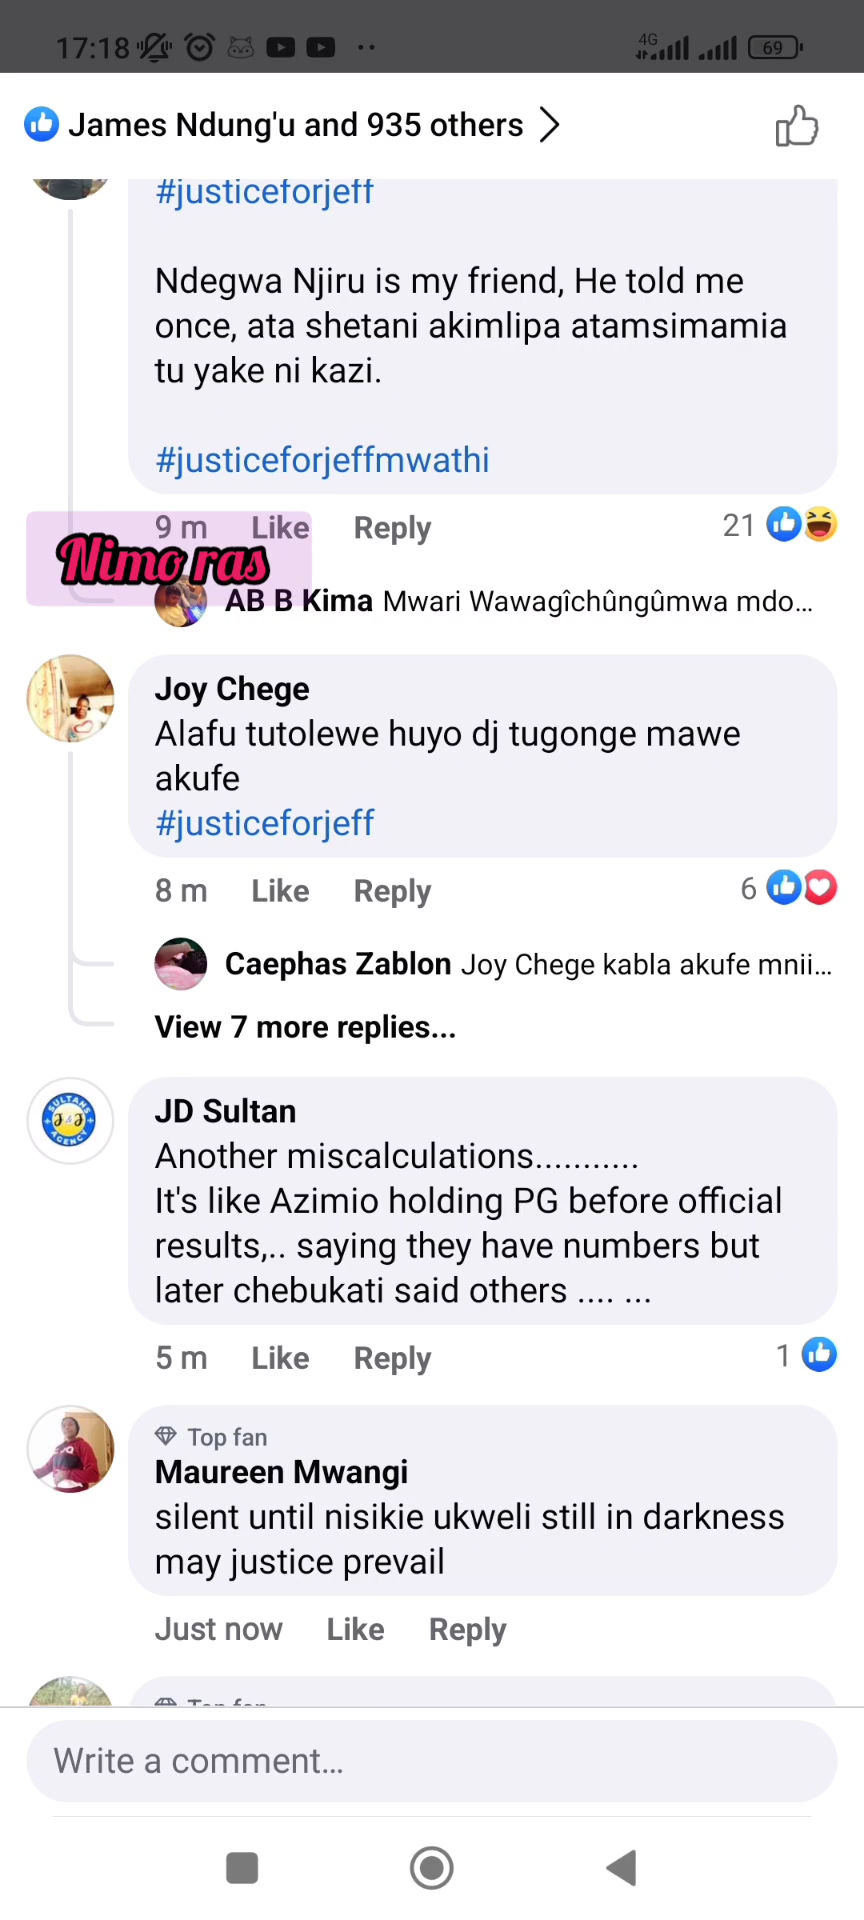 17:18
4G
69
James Ndung'u and 935 others
#justiceforjeff
Ndegwa Njiru is my friend, He told me
once, ata shetani akimlipa atamsimamia
tu yake ni kazi.
#justiceforjeffmwathi
9 m Like Reply 21
Nimo ras
AB B Kima Mwari Wawagîchûngûmwa mdo...
Joy Chege
Alafu tutolewe huyo dj tugonge mawe
akufe
#justiceforjeff
8 m Like Reply 6
Caephas Zablon Joy Chege kabla akufe mnii...
View 7 more replies...
SULTANS
J&J
AGENCY
JD Sultan
Another miscalculations...........
It's like Azimio holding PG before official
results,.. saying they have numbers but
later chebukati said others .... ...
5 m Like Reply 1
Top fan
Maureen Mwangi
silent until nisikie ukweli still in darkness
may justice prevail
Just now Like Reply
Top fan
Write a comment...